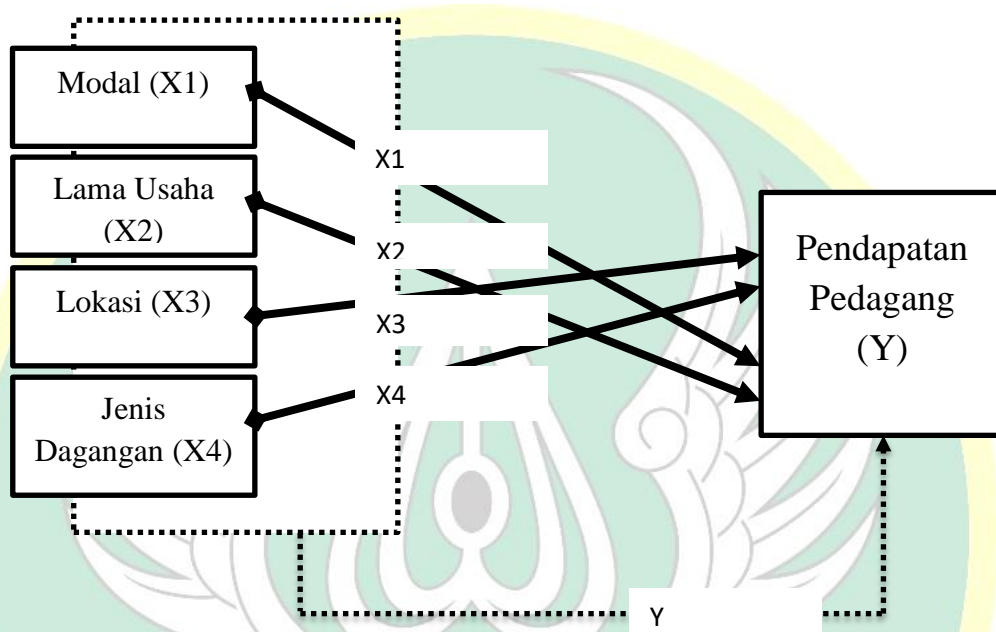 Modal (X1)
Lama Usaha
(X2)
Lokasi (X3)
Jenis
Dagangan (X4)
X1
X2
X3
X4
Pendapatan
Pedagang
(Y)
Y